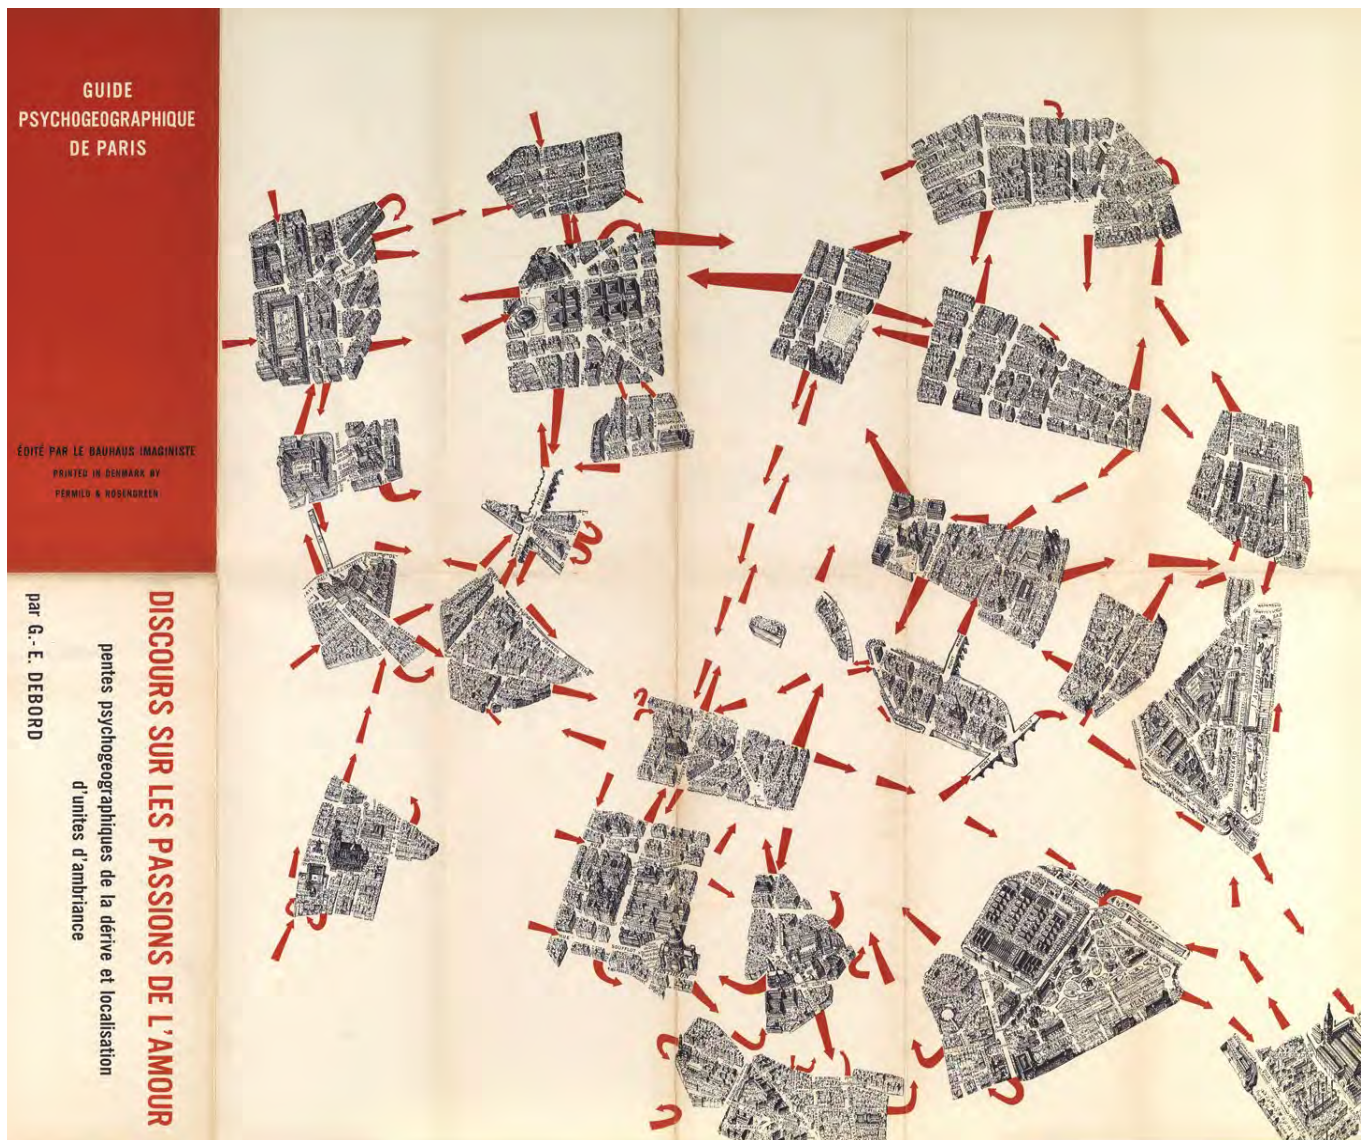 GUIDE
PSYCHOGEOGRAPHIQUE
DE PARIS
ÉDITÉ PAR LE BAUHAUS IMAGINISTE
PRINTED IN DENMARK BY
PERMILD & ROSENGREEN
DISCOURS SUR LES PASSIONS DE L'AMOUR
pentes psychogeographiques de la dérive et localisation
d'unites d'ambriance
par G.-E. DEBORD